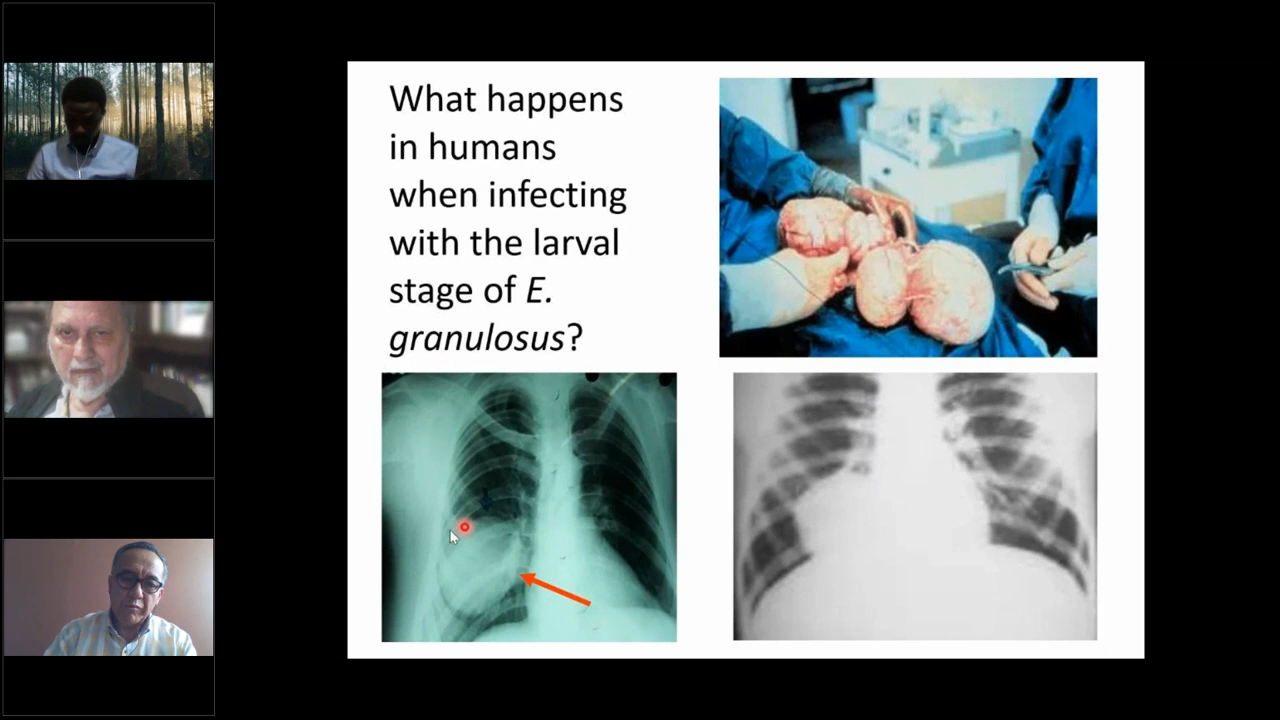 What happens
in humans
when infecting
with the larval
stage of E.
granulosus?